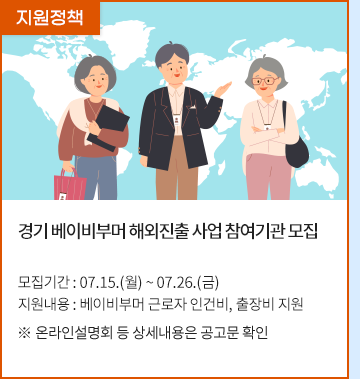 지원정책
경기 베이비부머 해외진출 사업 참여기관 모집
모집기간 : 07.15.(월) ~ 07.26.(금)
지원내용 : 베이비부머 근로자 인건비, 출장비 지원
※ 온라인설명회 등 상세내용은 공고문 확인